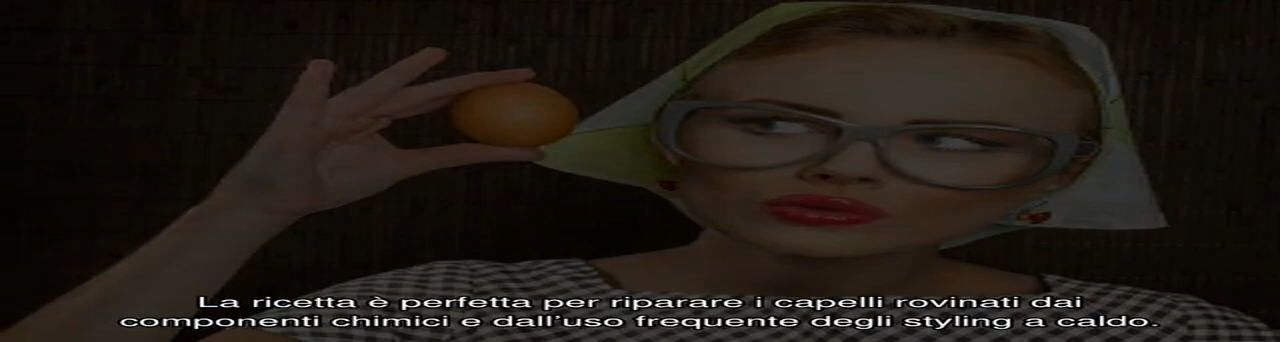 La ricetta è perfetta per riparare i capelli rovinati dai
componenti chimici e dall'uso frequente degli styling a caldo.